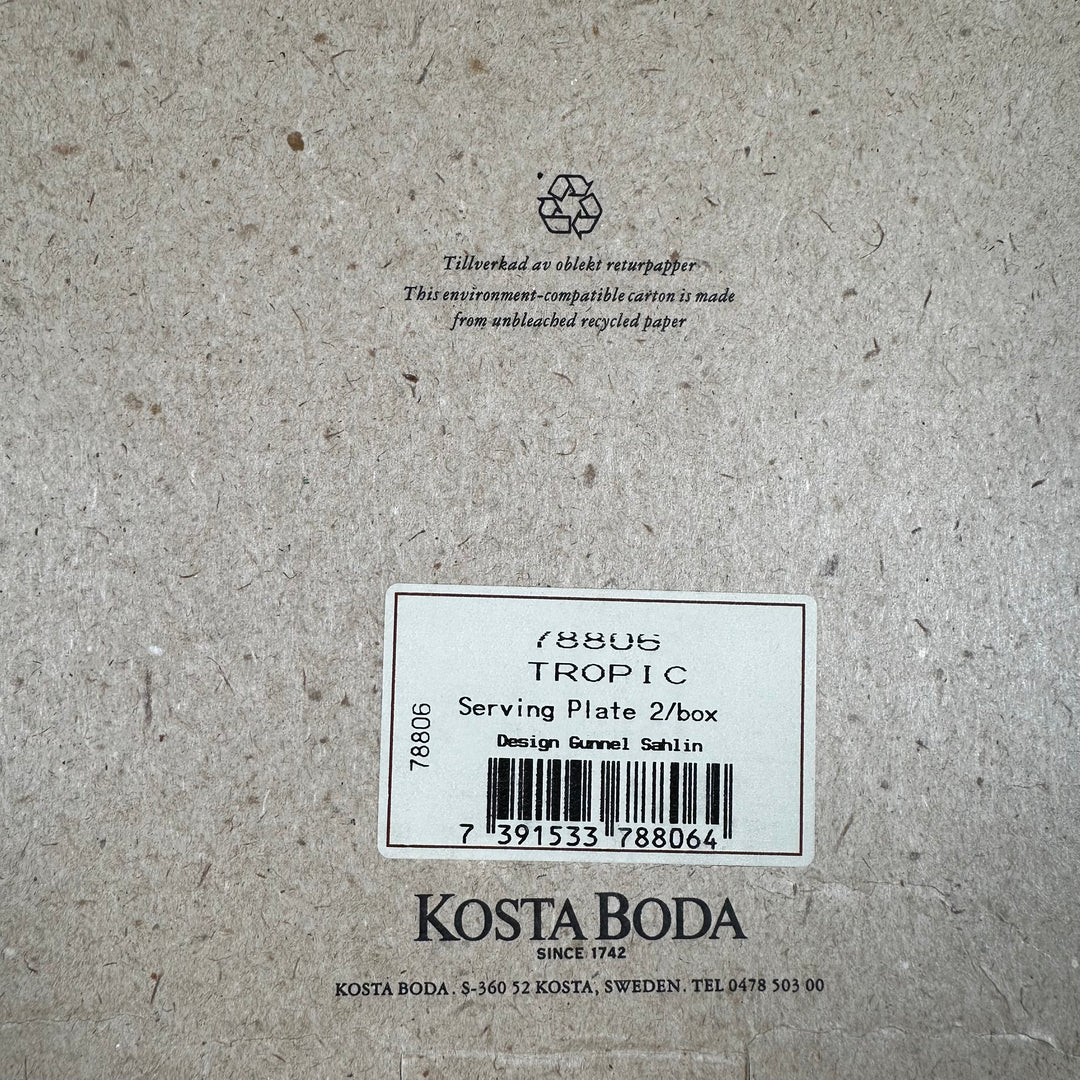 Tillverkad av oblekt returpapper
This environment-compatible carton is made
from unbleached recycled paper
78806
TROPIC
Serving Plate 2/box
Design Gunnel Sahlin
78806
7 391533 788064
KOSTA BODA
SINCE 1742
KOSTA BODA. S-360 52 KOSTA, SWEDEN. TEL 0478 503 00